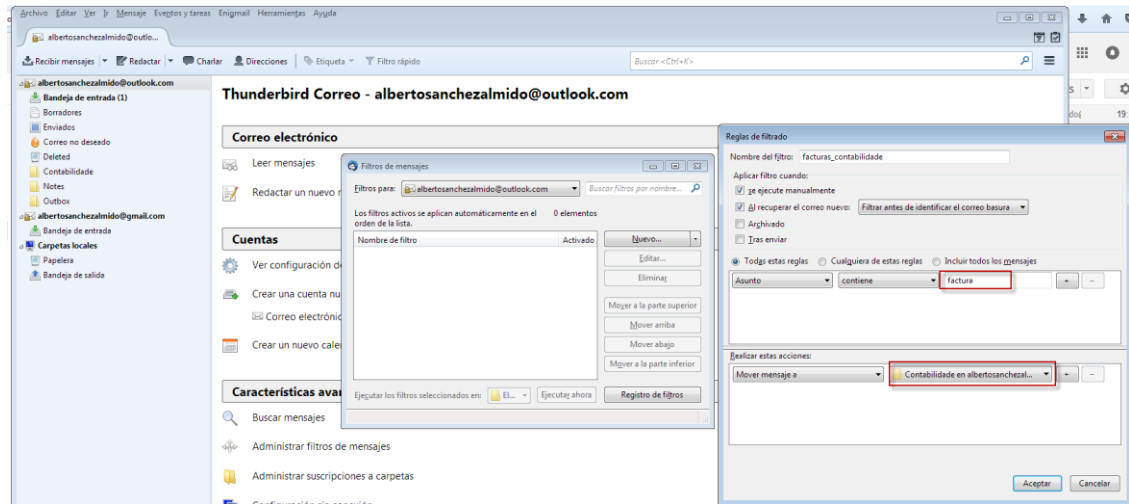 Archivo Editar Ver Ir Mensaje Eventos y tareas Enigmail Herramientas Ayuda
albertosanchezalmido@outlo...
Recibir mensajes Redactar Charlar Direcciones Etiqueta Filtro rápido Buscar <Ctrl+K>
albertosanchezalmido@outlook.com
Bandeja de entrada (1)
Borradores
Enviados
Correo no deseado
Deleted
Contabilidade
Notes
Outbox
albertosanchezalmido@gmail.com
Bandeja de entrada
Carpetas locales
Papelera
Bandeja de salida
Thunderbird Correo - albertosanchezalmido@outlook.com
Correo electrónico
Leer mensajes
Redactar un nuevo
Cuentas
Ver configuración de
Crear una cuenta nu
Correo electrónic
Crear un nuevo cale
Características avan
Buscar mensajes
Administrar filtros de mensajes
Administrar suscripciones a carpetas
Filtros de mensajes
Filtros para: albertosanchezalmido@outlook.com Buscar filtros por nombre...
Los filtros activos se aplican automáticamente en el orden de la lista. 0 elementos
Nombre de filtro Activado
Nuevo...
Editar...
Eliminar
Mover a la parte superior
Mover arriba
Mover abajo
Mover a la parte inferior
Ejecutar los filtros seleccionados en: El... Ejecutar ahora Registro de filtros
Reglas de filtrado
Nombre del filtro: facturas_contabilidade
Aplicar filtro cuando:
se ejecute manualmente
Al recuperar el correo nuevo: Filtrar antes de identificar el correo basura
Archivado
Tras enviar
Todas estas reglas Cualquiera de estas reglas Incluir todos los mensajes
Asunto contiene factura + -
Realizar estas acciones:
Mover mensaje a Contabilidade en albertosanchezal... + -
Aceptar Cancelar
19: